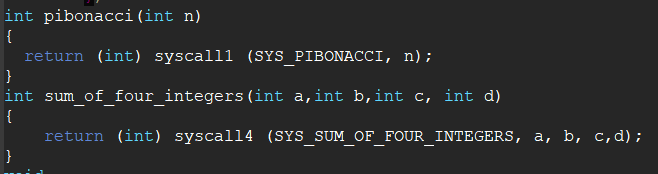 int pibonacci(int n)
{
  return (int) syscall1 (SYS_PIBONACCI, n);
}
int sum_of_four_integers(int a,int b,int c, int d)
{
    return (int) syscall4 (SYS_SUM_OF_FOUR_INTEGERS, a, b, c,d);
}